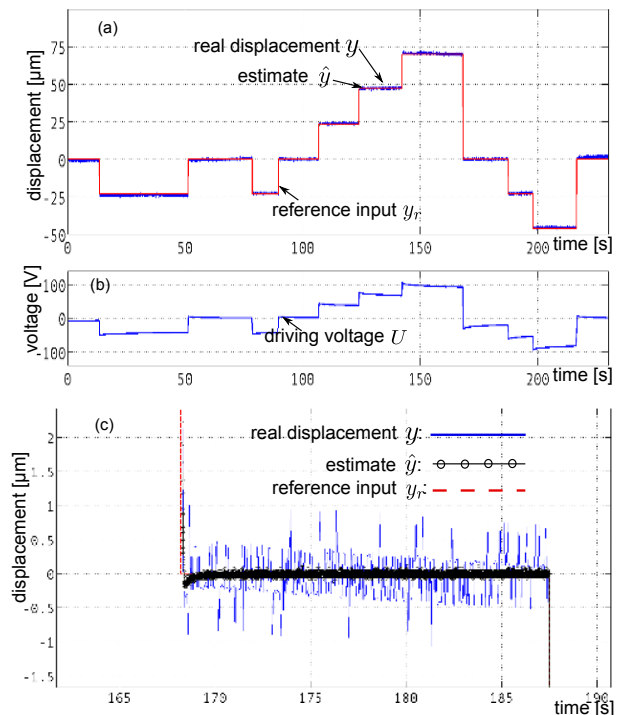 (a)
real displacement y
estimate ŷ
reference input y_r
displacement [µm]
75
50
25
0
-25
-50
0
50
100
150
200
time [s]
(b)
voltage [V]
100
0
-100
driving voltage U
0
50
100
150
200
time [s]
(c)
real displacement y:
estimate ŷ:
reference input y_r:
displacement [µm]
2
1.5
1
0.5
0
-0.5
-1
-1.5
165
170
175
180
185
190
time [s]